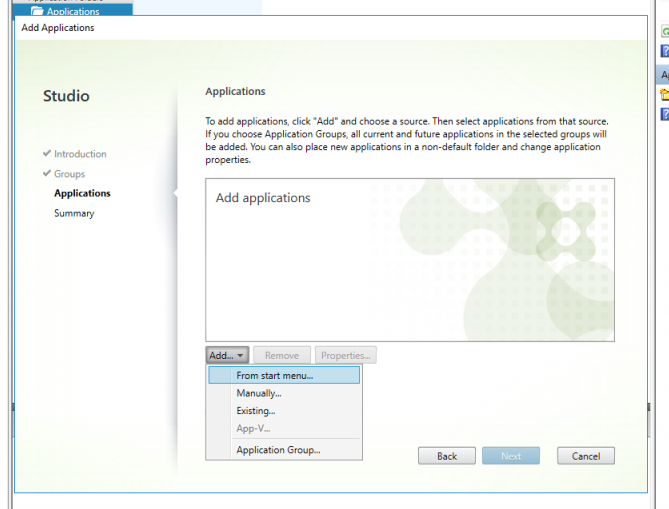 Applications
Add Applications
Studio
Applications
To add applications, click "Add" and choose a source. Then select applications from that source.
If you choose Application Groups, all current and future applications in the selected groups will
be added. You can also place new applications in a non-default folder and change application
properties.
Introduction
Groups
Applications
Summary
Add applications
Add...
Remove
Properties...
From start menu...
Manually...
Existing...
App-V...
Application Group...
Back
Next
Cancel